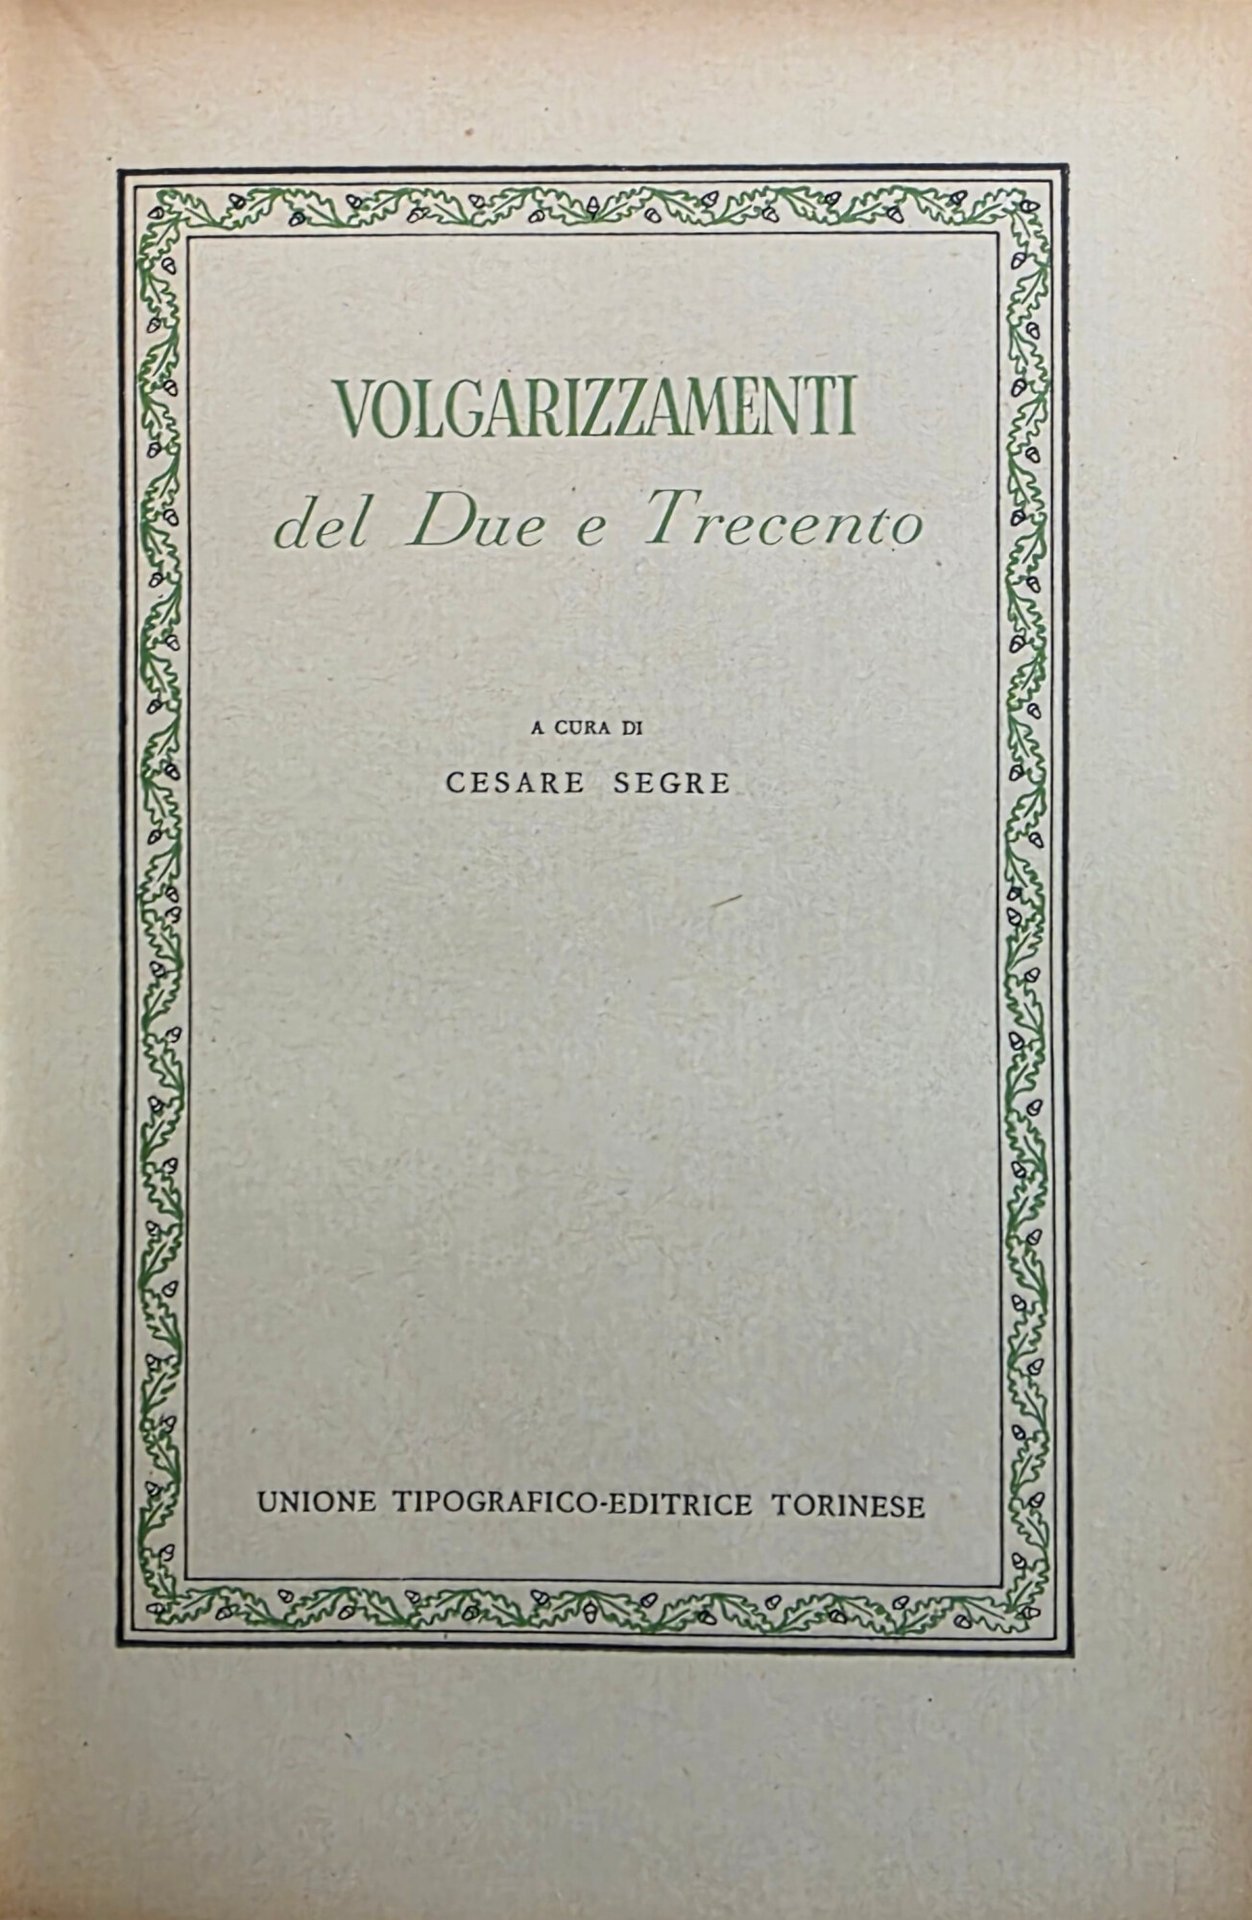 VOLGARIZZAMENTI
del Due e Trecento
A CURA DI
CESARE SEGRE
UNIONE TIPOGRAFICO-EDITRICE TORINESE